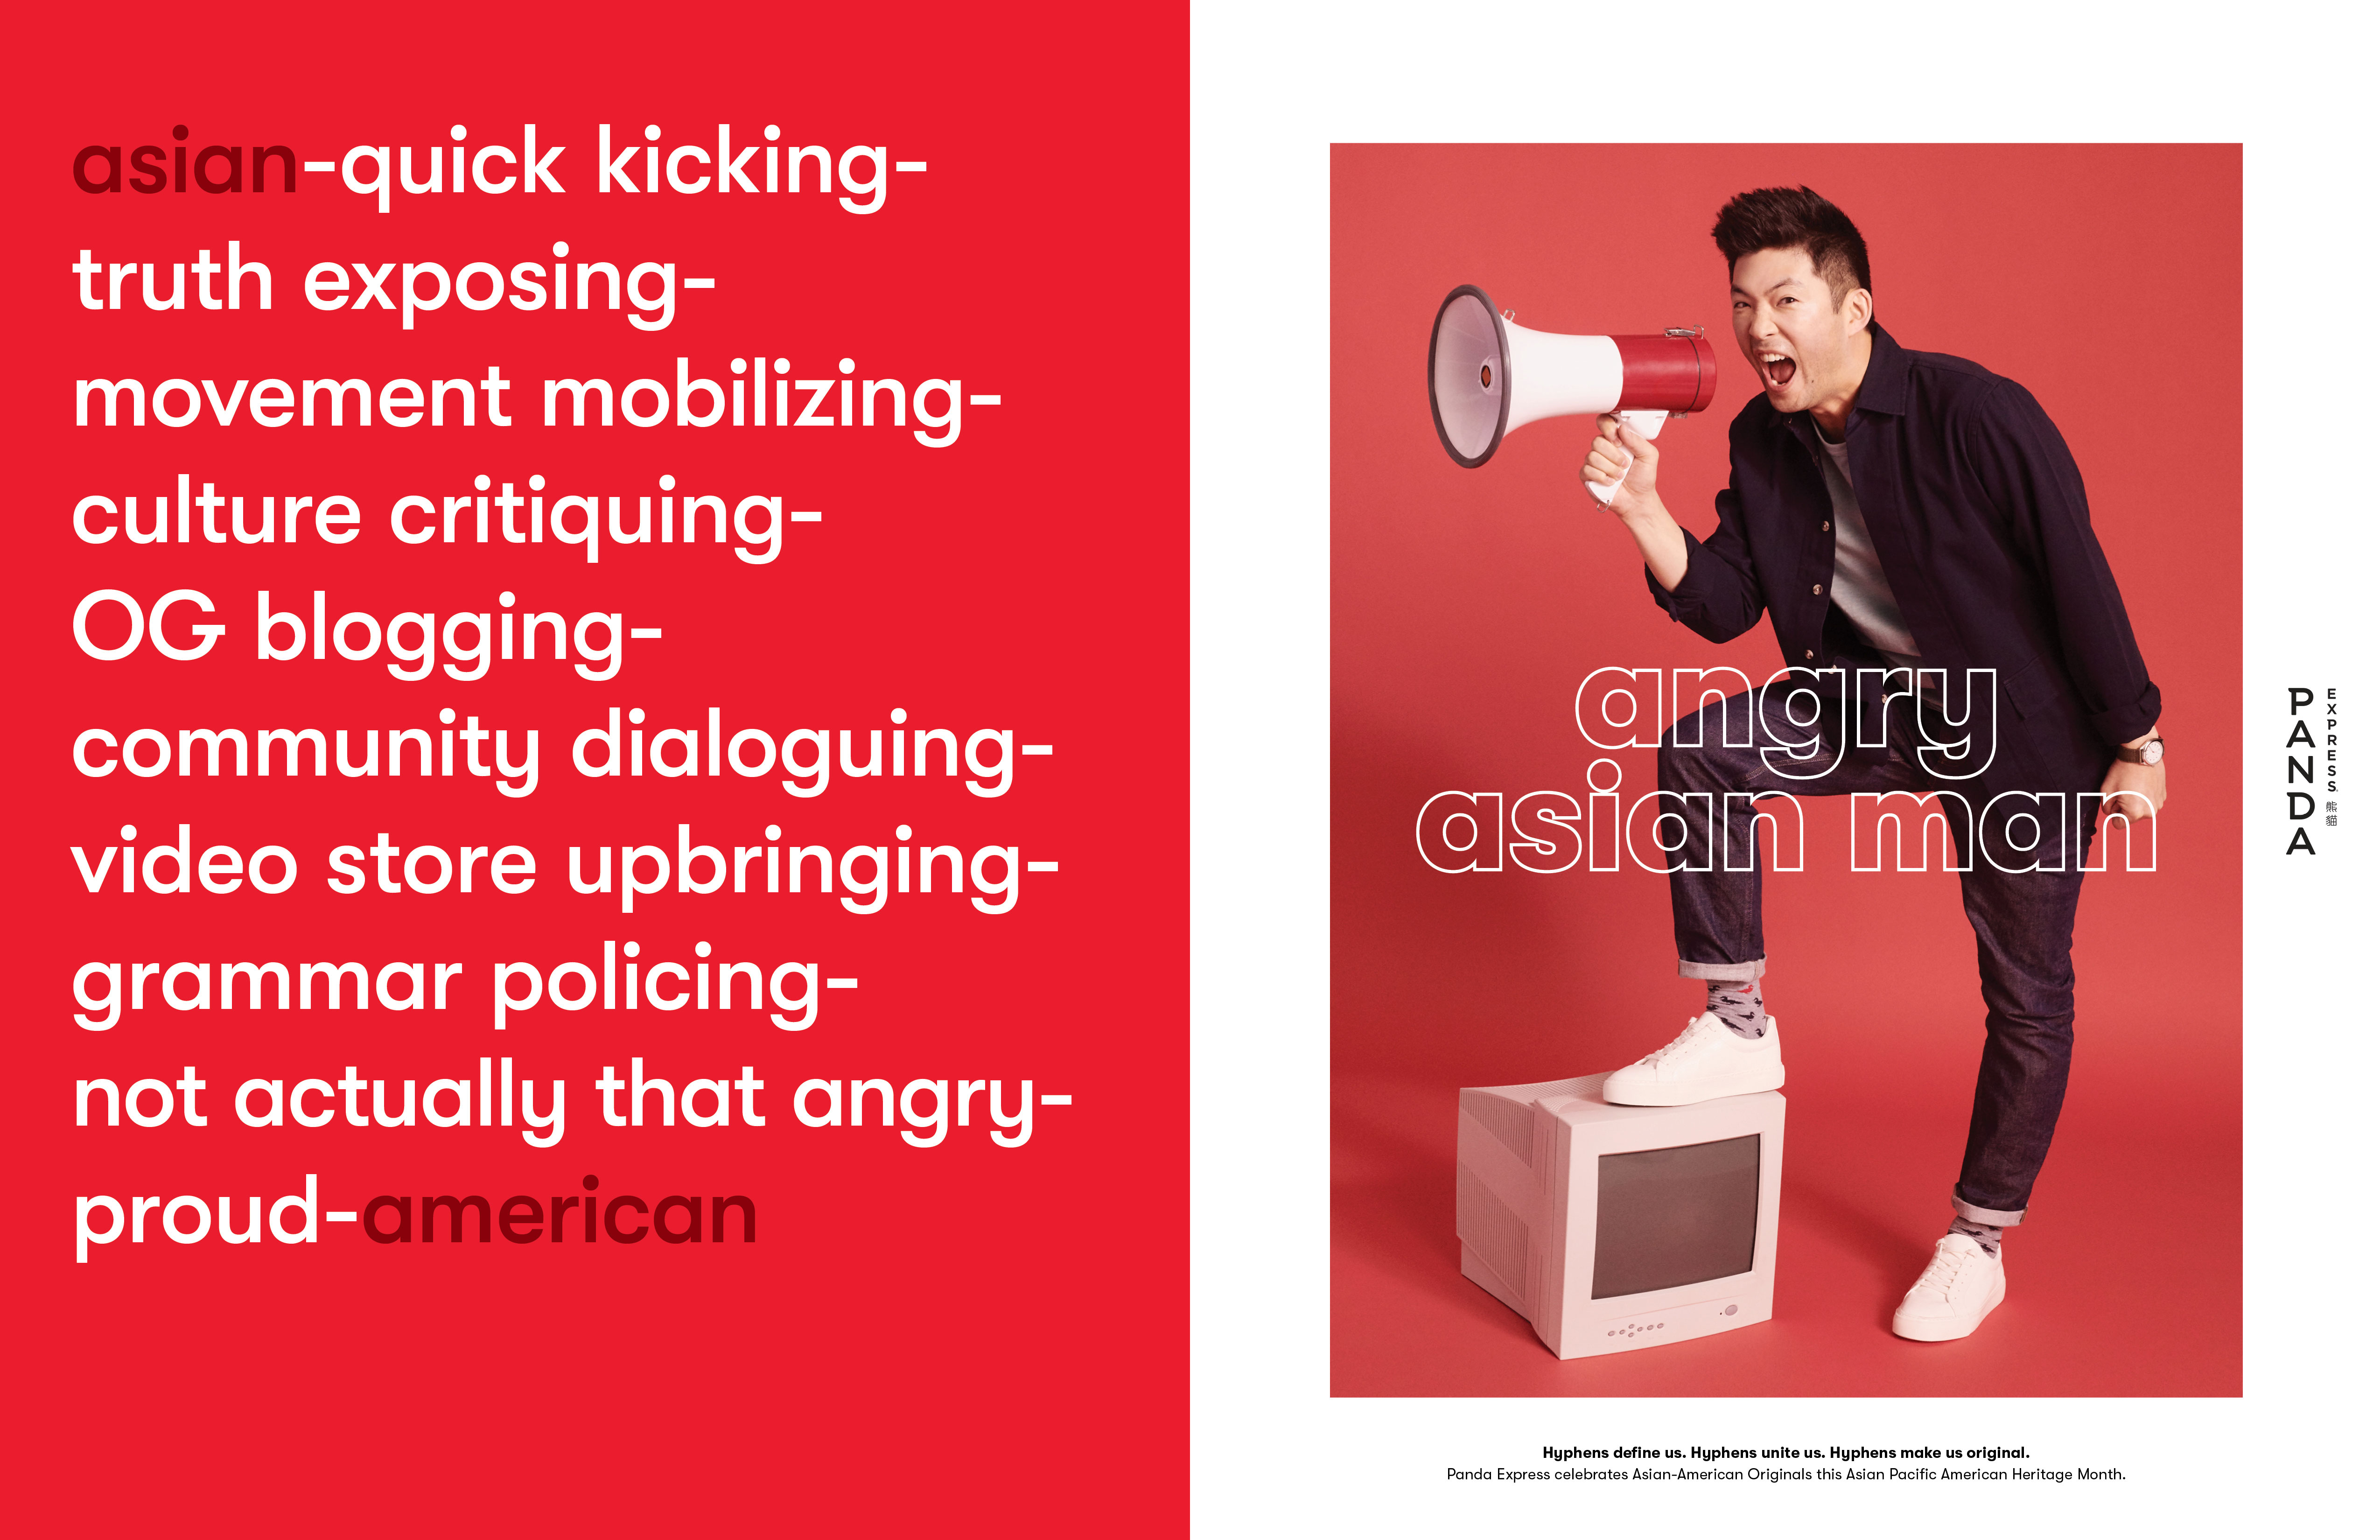 asian-quick kicking-
truth exposing-
movement mobilizing-
culture critiquing-
OG blogging-
community dialoguing-
video store upbringing-
grammar policing-
not actually that angry-
proud-american
angry
asian man
PANDA
EXPRESS
熊貓
Hyphens define us. Hyphens unite us. Hyphens make us original.
Panda Express celebrates Asian-American Originals this Asian Pacific American Heritage Month.